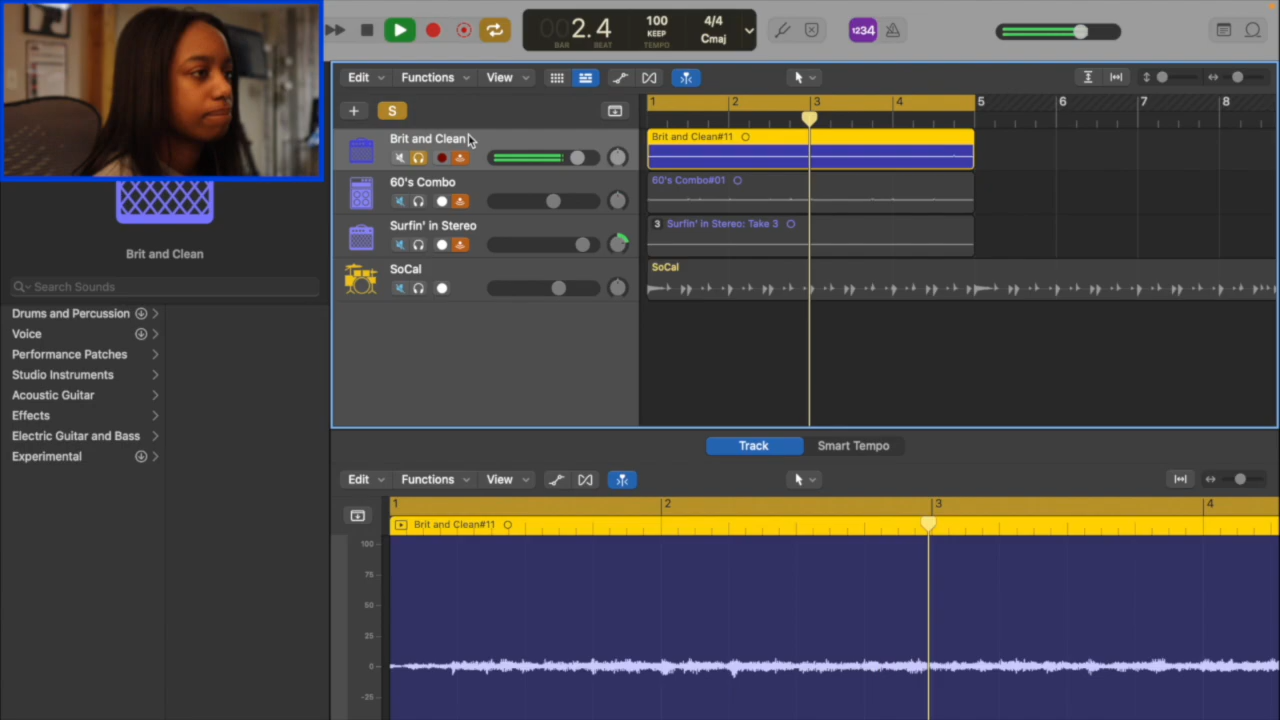 002.4
BAR
BEAT
100
KEEP
TEMPO
4/4
Cmaj
1234
Edit
Functions
View
S
1 2 3 4 5 6 7 8
Brit and Clean
Brit and Clean#11
60's Combo
60's Combo#01
Surfin' in Stereo
3 Surfin' in Stereo: Take 3
SoCal
SoCal
Brit and Clean
Search Sounds
Drums and Percussion
Voice
Performance Patches
Studio Instruments
Acoustic Guitar
Effects
Electric Guitar and Bass
Experimental
Track
Smart Tempo
Edit
Functions
View
1 2 3 4
Brit and Clean#11
100
75
50
25
0
-25